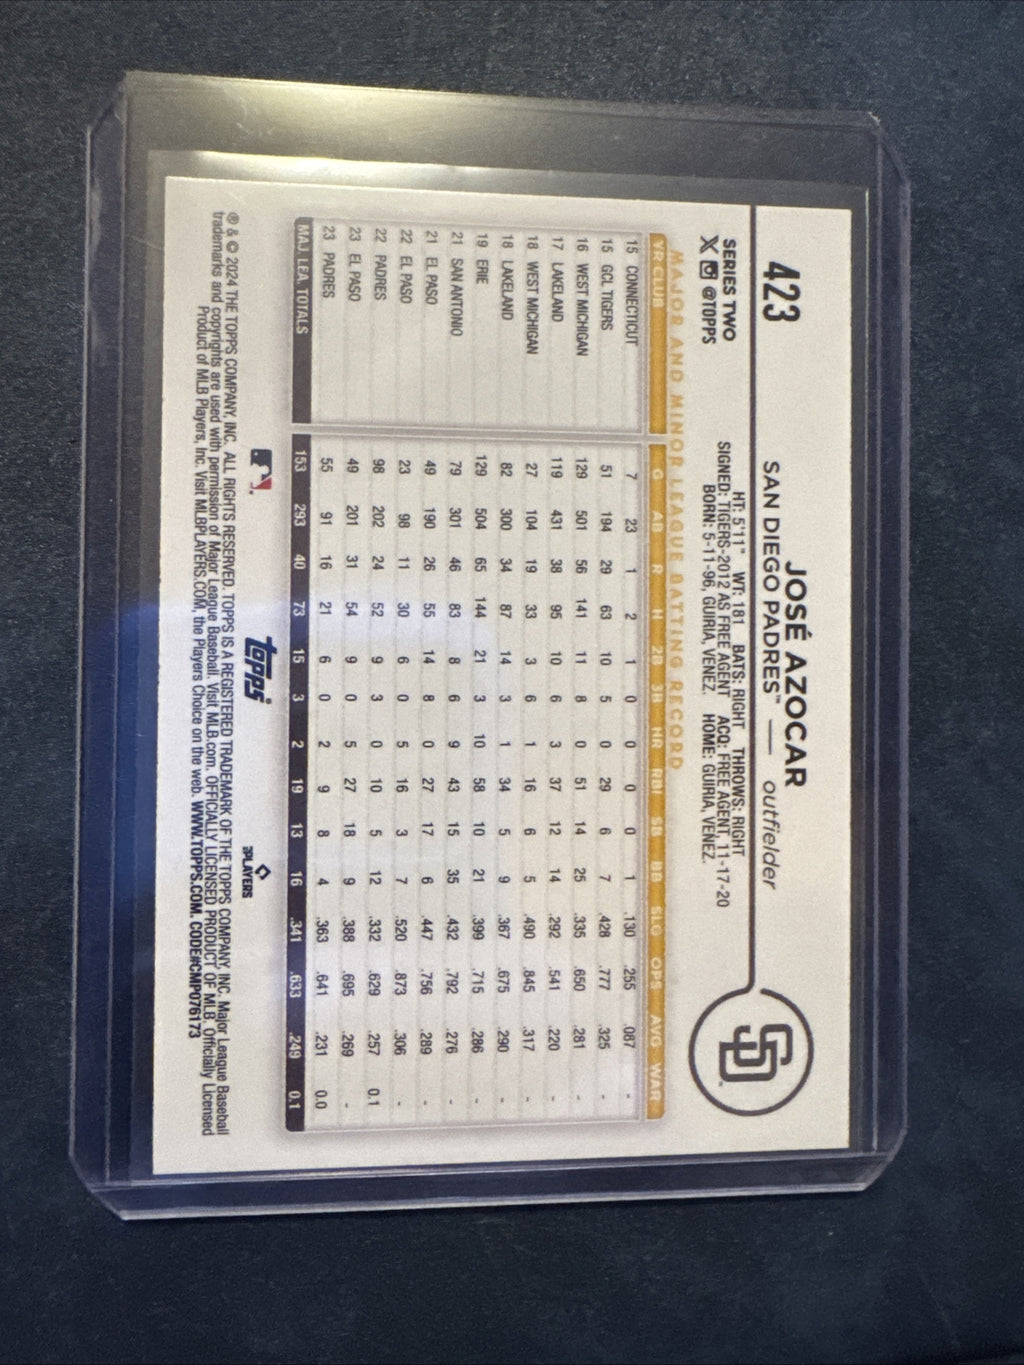 423
JOSÉ AZOCAR
SAN DIEGO PADRES™ — outfielder
SD
SERIES TWO
X @TOPPS
HT: 5'11" WT: 181 BATS: RIGHT THROWS: RIGHT
SIGNED: TIGERS-2012 AS FREE AGENT ACQ: FREE AGENT, 11-17-20
BORN: 5-11-96, GUIRIA, VENEZ. HOME: GUIRIA, VENEZ.
MAJOR AND MINOR LEAGUE BATTING RECORD
YR CLUB G AB R H 2B 3B HR RBI SB BB SLG OPS AVG WAR
15 CONNECTICUT 7 23 1 2 1 0 0 0 0 1 .130 .255 .087 -
15 GCL TIGERS 51 194 29 63 10 5 0 29 6 7 .428 .777 .325 -
16 WEST MICHIGAN 129 501 56 141 11 8 0 51 14 25 .335 .650 .281 -
17 LAKELAND 119 431 38 95 10 6 3 37 12 14 .292 .541 .220 -
18 WEST MICHIGAN 27 104 19 33 3 6 1 16 6 5 .490 .845 .317 -
18 LAKELAND 82 300 34 87 14 3 1 34 5 9 .367 .675 .290 -
19 ERIE 129 504 65 144 21 3 10 58 10 21 .399 .715 .286 -
21 SAN ANTONIO 79 301 46 83 8 6 9 43 15 35 .432 .792 .276 -
21 EL PASO 49 190 26 55 14 8 0 27 17 6 .447 .756 .289 -
22 EL PASO 23 98 11 30 6 0 5 16 3 7 .520 .873 .306 -
22 PADRES 98 202 24 52 9 3 0 10 5 12 .332 .629 .257 0.1
23 EL PASO 49 201 31 54 9 0 5 27 18 9 .388 .695 .269 -
23 PADRES 55 91 16 21 6 0 2 9 8 4 .363 .641 .231 0.0
MAJ. LEA. TOTALS 153 293 40 73 15 3 2 19 13 16 .341 .633 .249 0.1
topps
PLAYERS
® & © 2024 THE TOPPS COMPANY, INC. ALL RIGHTS RESERVED. TOPPS IS A REGISTERED TRADEMARK OF THE TOPPS COMPANY, INC. Major League Baseball
trademarks and copyrights are used with permission of Major League Baseball. Visit MLB.com. OFFICIALLY LICENSED PRODUCT OF MLB. Officially Licensed
Product of MLB Players, Inc. Visit MLBPLAYERS.COM, the Players Choice on the web. WWW.TOPPS.COM. CODE#CMP076173